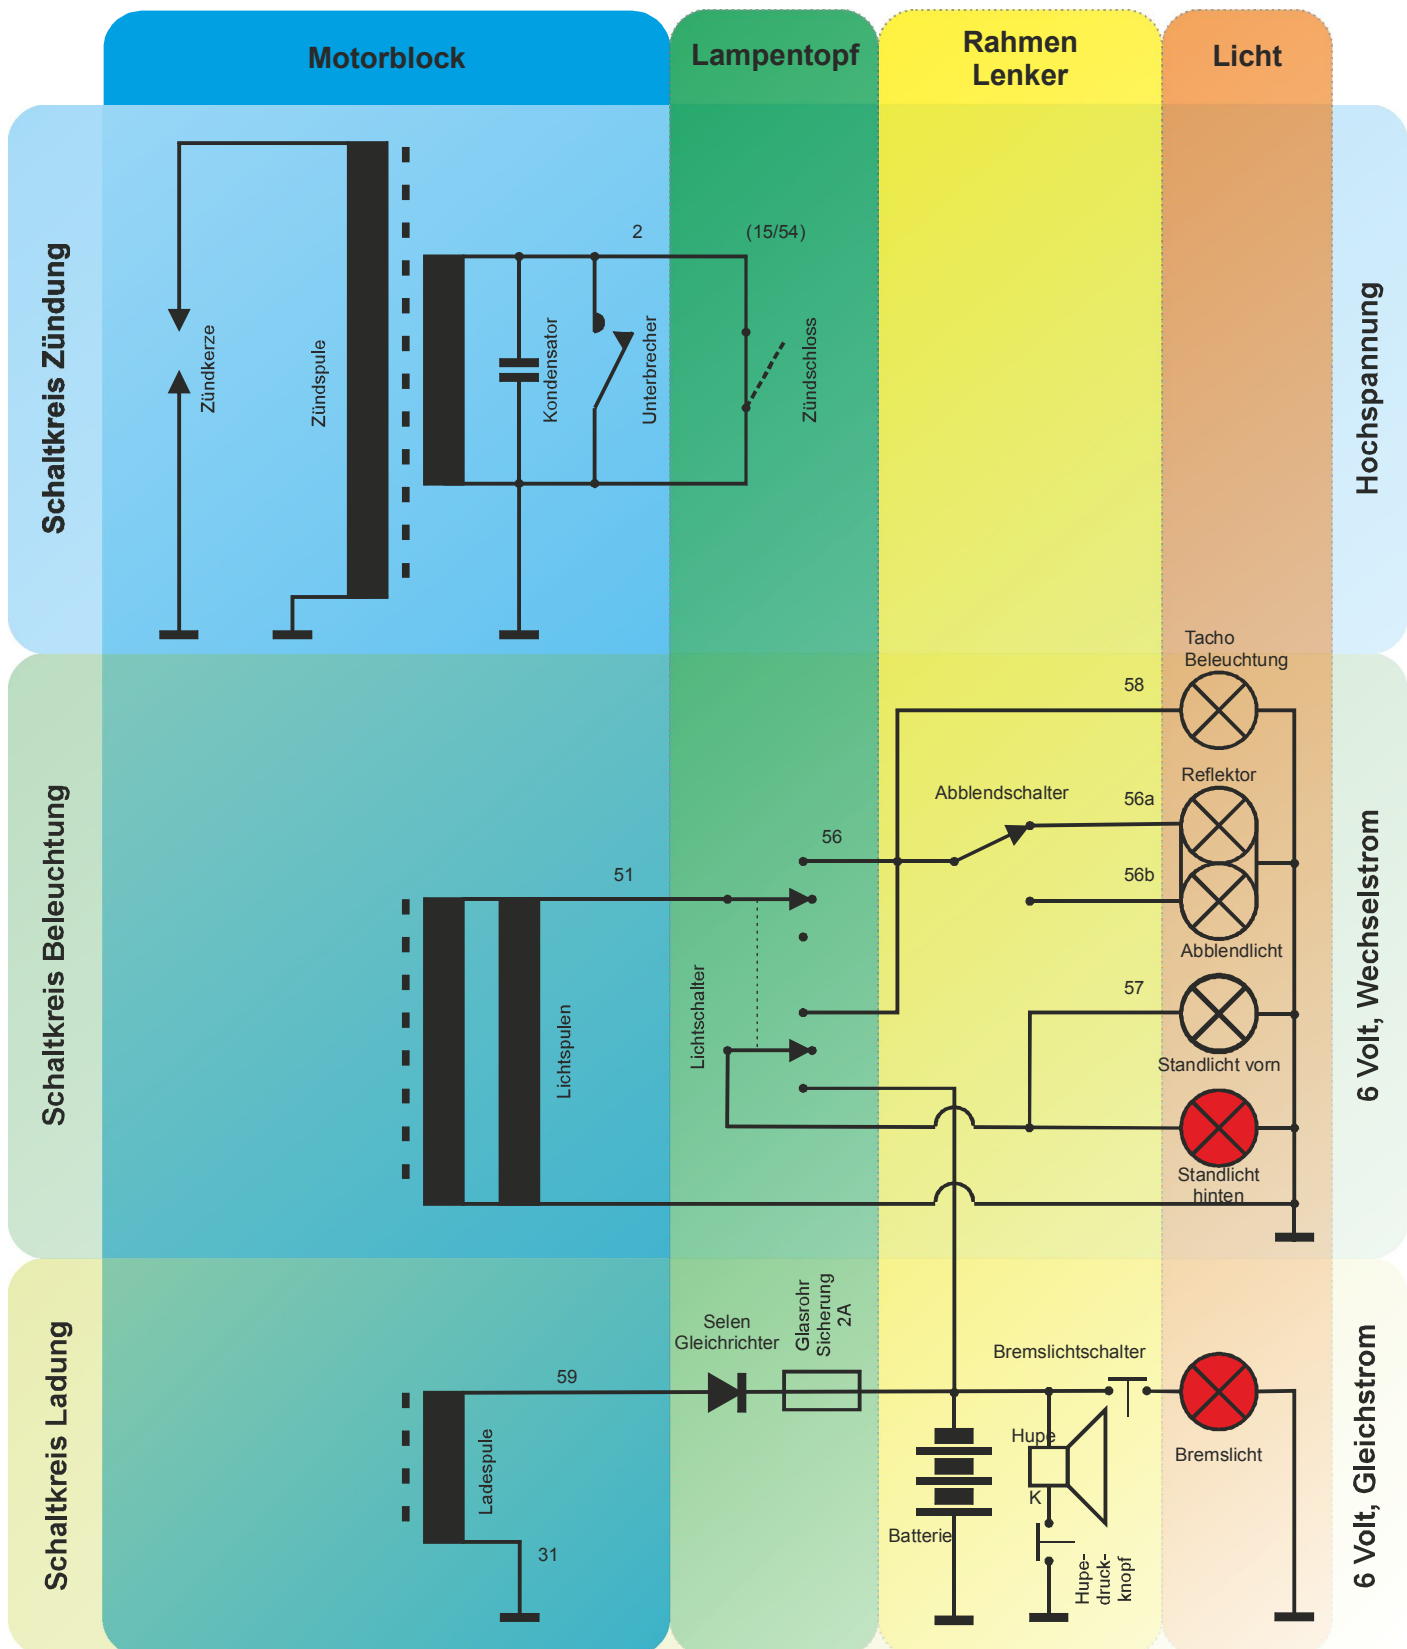 Motorblock
Lampentopf
Rahmen
Lenker
Licht
Schaltkreis Zündung
Hochspannung
Zündkerze
Zündspule
Kondensator
Unterbrecher
Zündschloss
2
(15/54)
Schaltkreis Beleuchtung
6 Volt, Wechselstrom
Tacho
Beleuchtung
58
Reflektor
Abblendschalter
56a
56
51
56b
Abblendlicht
Lichtspulen
Lichtschalter
57
Standlicht vorn
Standlicht
hinten
Schaltkreis Ladung
6 Volt, Gleichstrom
Selen
Gleichrichter
Glasrohr
Sicherung
2A
Bremslichtschalter
59
Ladespule
Hupe
K
Bremslicht
Batterie
31
Hupe-
druck-
knopf